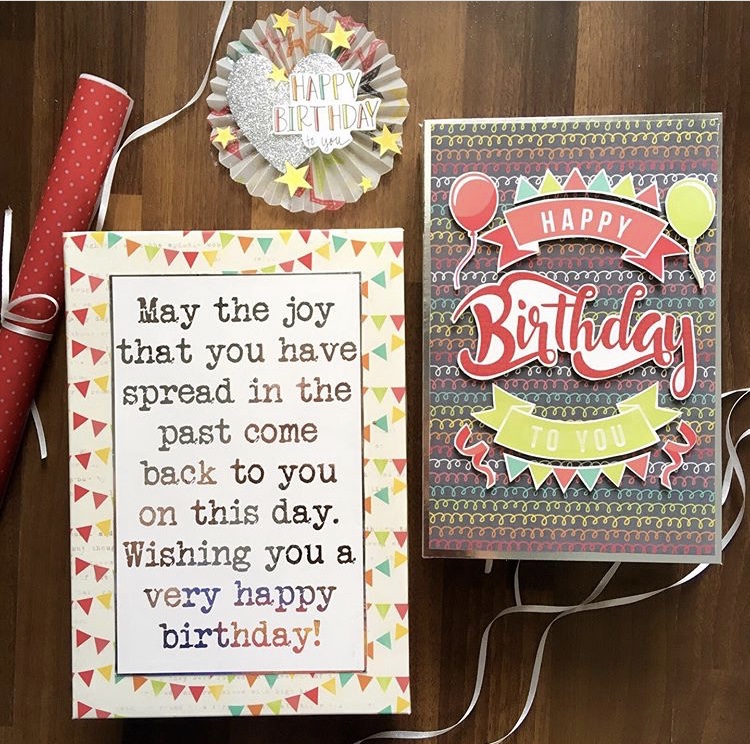 HAPPY
BIRTHDAY
to you
HAPPY
Birthday
TO YOU
May the joy
that you have
spread in the
past come
back to you
on this day.
Wishing you a
very happy
birthday!